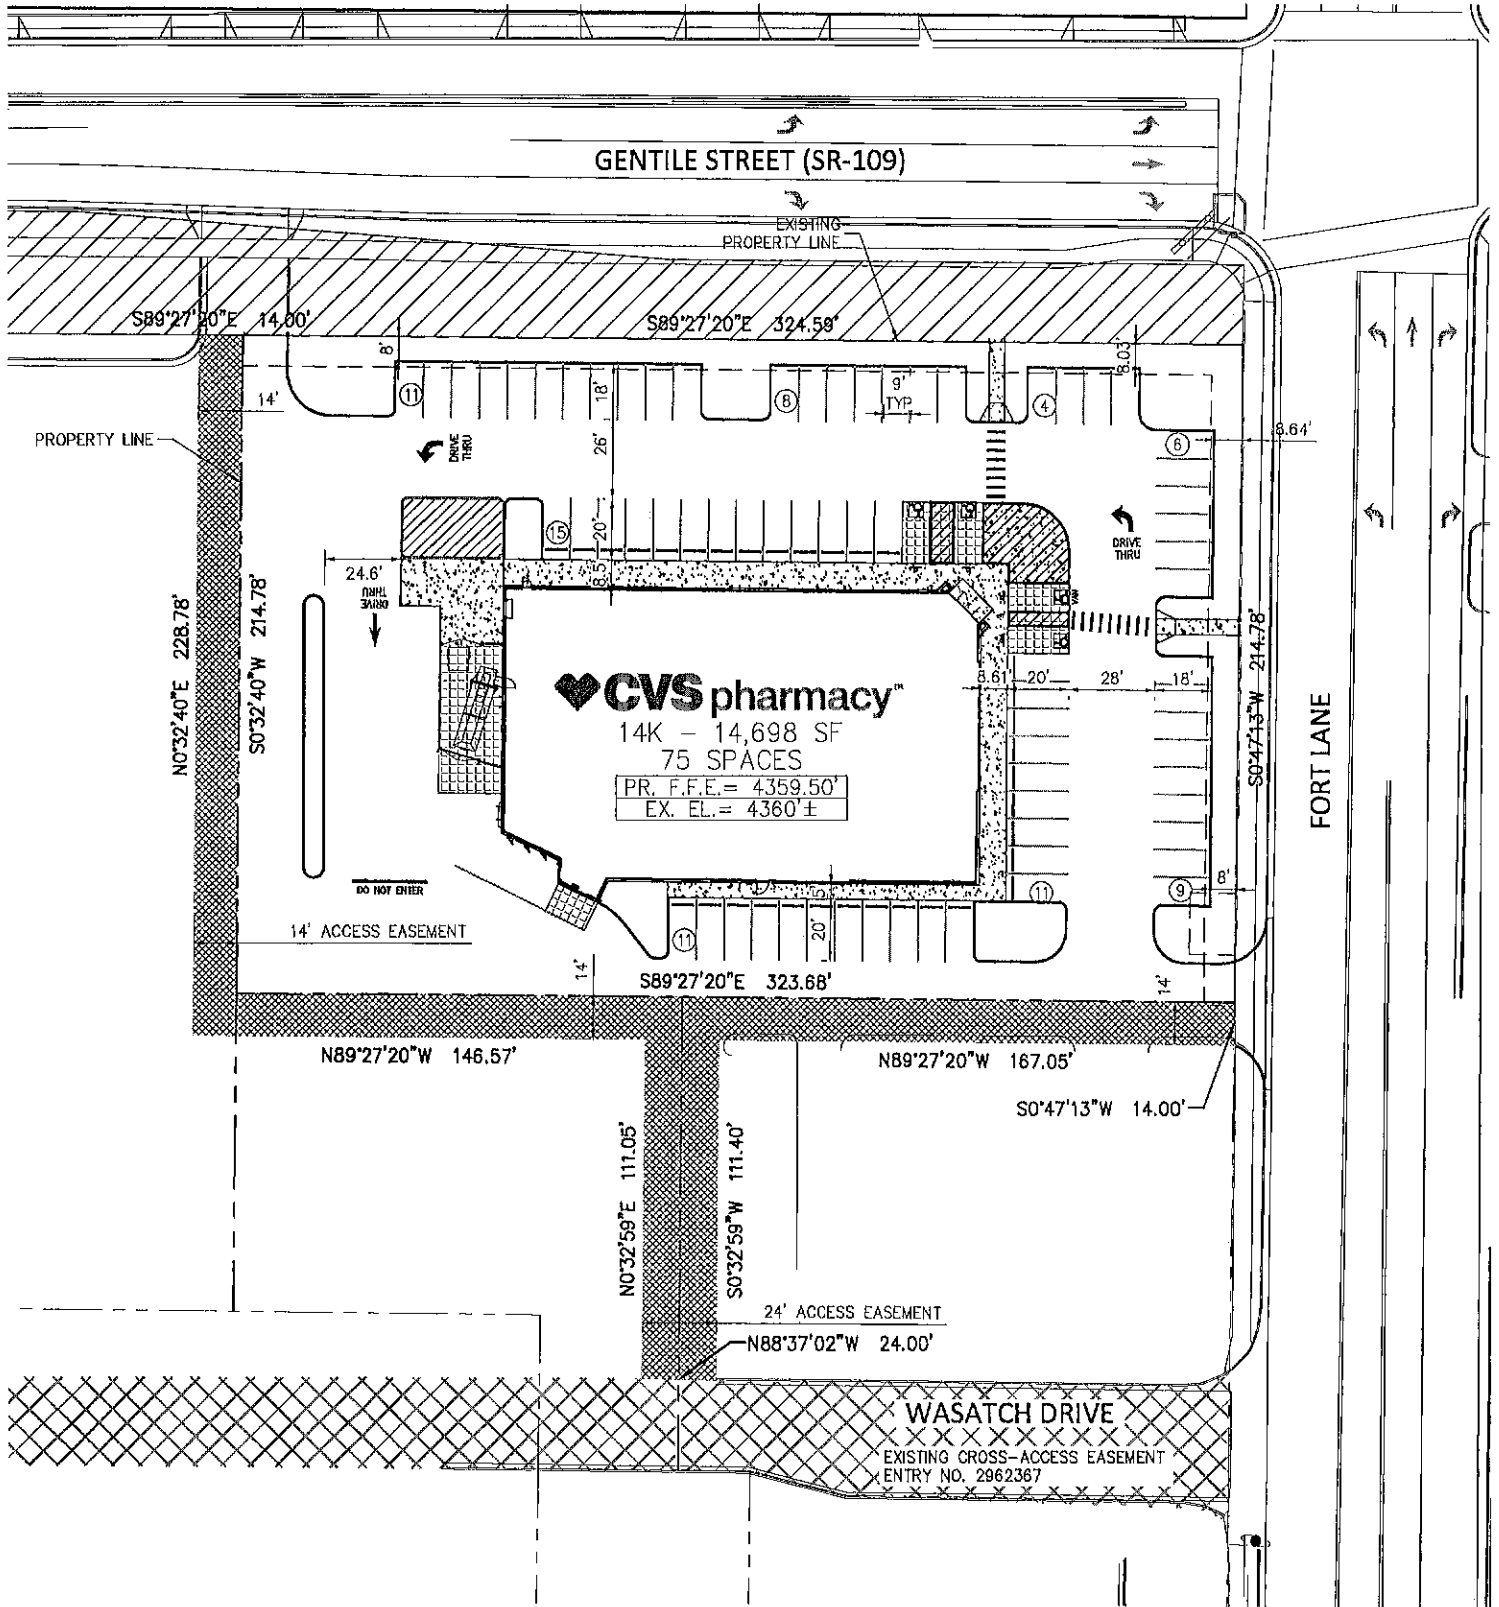 GENTILE STREET (SR-109)
EXISTING
PROPERTY LINE
S89°27'20"E 14.00'
S89°27'20"E 324.59'
8'
8.03'
14'
11
18'
8
9'
TYP
4
8.64'
PROPERTY LINE
DRIVE
THRU
26'
6
15
20'
DRIVE
THRU
24.6'
8.5'
DRIVE
THRU
VAN
N0°32'40"E 228.78'
S0°32'40"W 214.78'
CVS pharmacy™
14K – 14,698 SF
75 SPACES
PR. F.F.E.= 4359.50'
EX. EL.= 4360'±
8.61'
20'
28'
18'
S0°47'13"W 214.78'
FORT LANE
DO NOT ENTER
5'
11
9
8'
14' ACCESS EASEMENT
11
20'
14'
S89°27'20"E 323.68'
14'
N89°27'20"W 146.57'
N89°27'20"W 167.05'
S0°47'13"W 14.00'
N0°32'59"E 111.05'
S0°32'59"W 111.40'
24' ACCESS EASEMENT
N88°37'02"W 24.00'
WASATCH DRIVE
EXISTING CROSS-ACCESS EASEMENT
ENTRY NO. 2962367